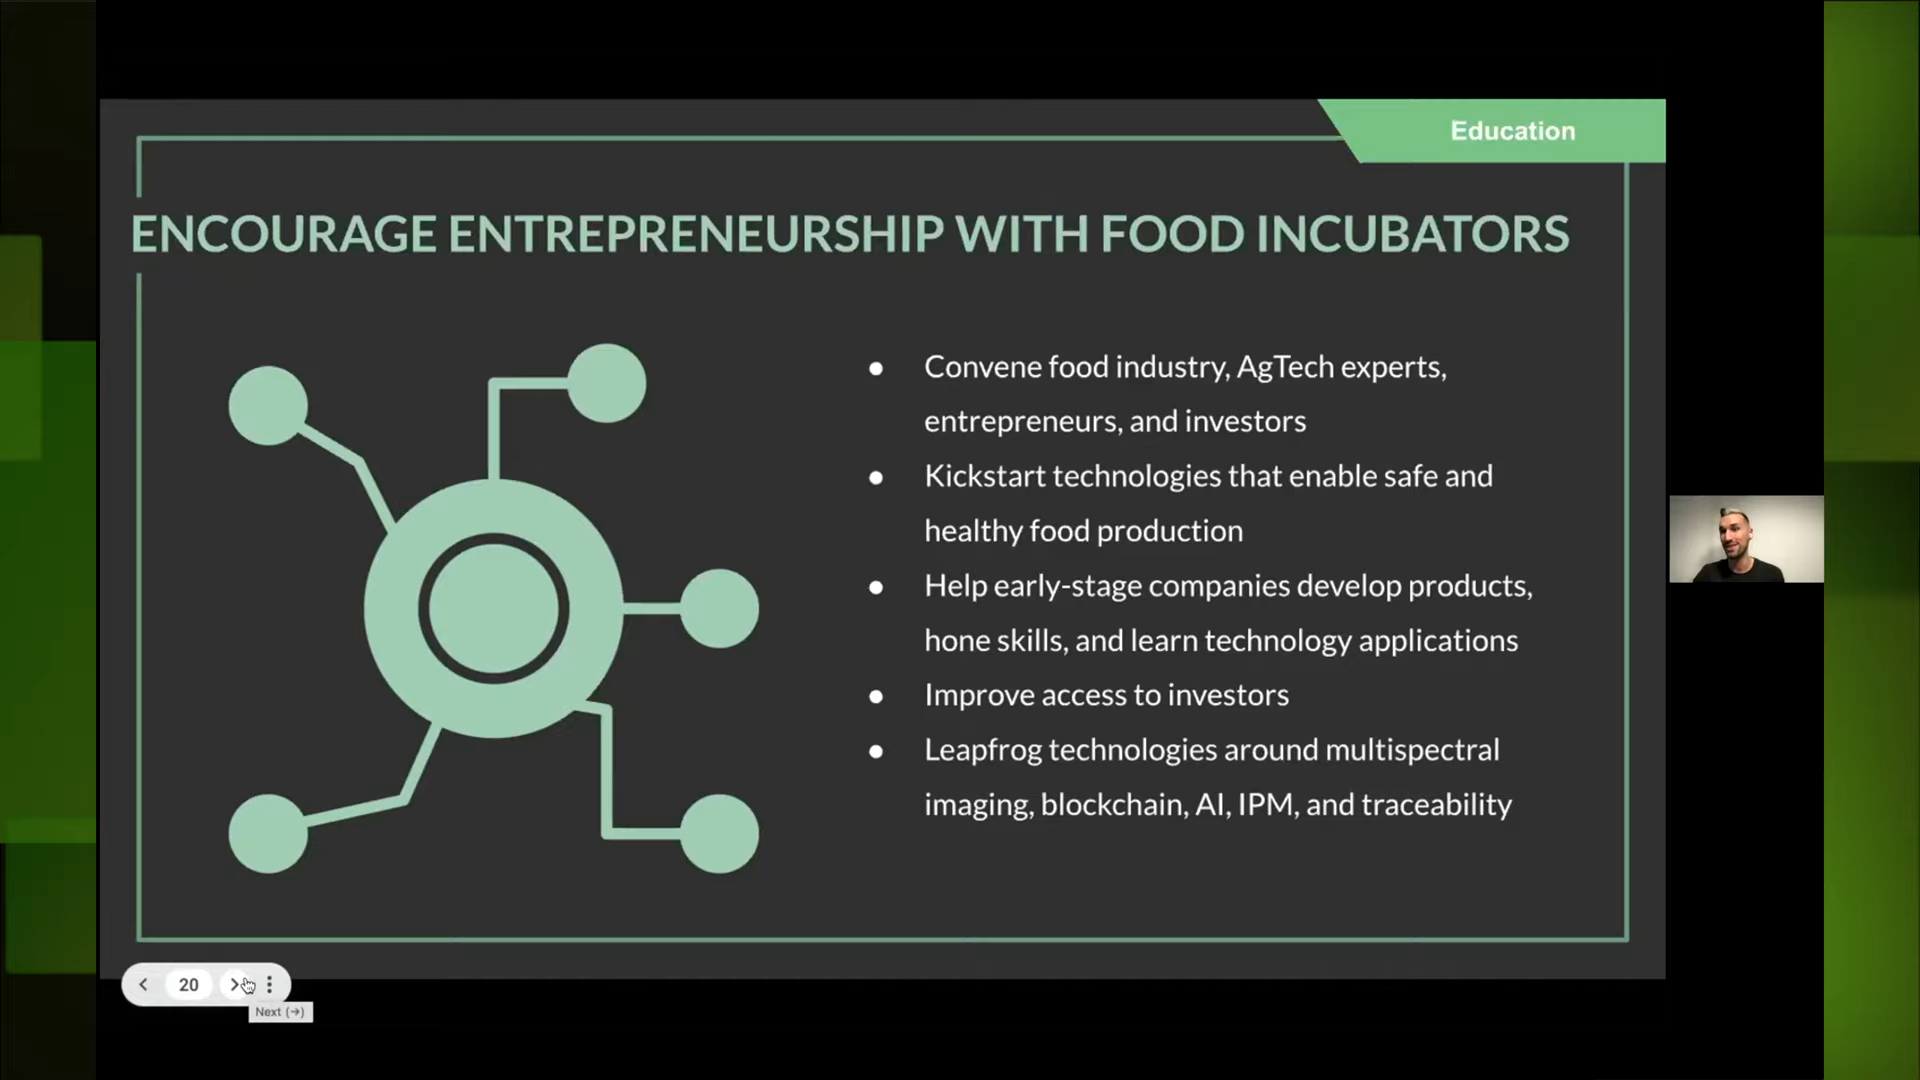 Education
ENCOURAGE ENTREPRENEURSHIP WITH FOOD INCUBATORS
● Convene food industry, AgTech experts,
entrepreneurs, and investors
● Kickstart technologies that enable safe and
healthy food production
● Help early-stage companies develop products,
hone skills, and learn technology applications
● Improve access to investors
● Leapfrog technologies around multispectral
imaging, blockchain, AI, IPM, and traceability
20
Next (→)